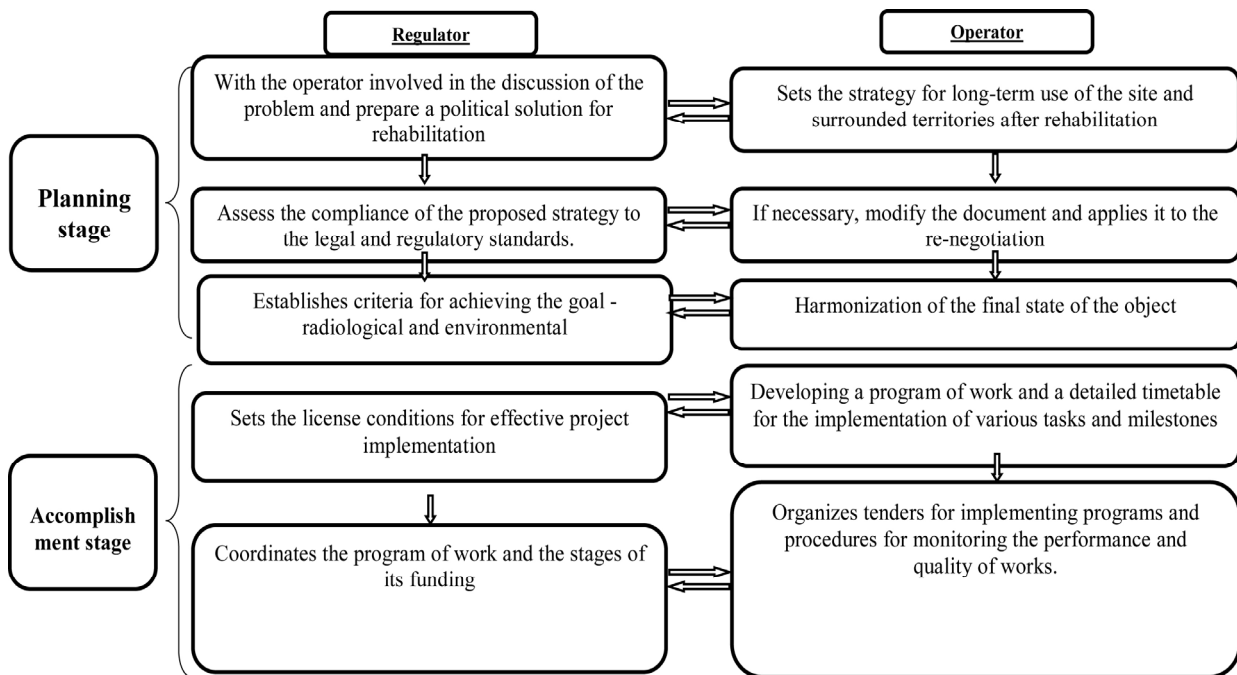 Regulator
Operator
Planning
stage
With the operator involved in the discussion of the
problem and prepare a political solution for
rehabilitation
Sets the strategy for long-term use of the site and
surrounded territories after rehabilitation
Assess the compliance of the proposed strategy to
the legal and regulatory standards.
If necessary, modify the document and applies it to the
re-negotiation
Establishes criteria for achieving the goal -
radiological and environmental
Harmonization of the final state of the object
Accomplish
ment stage
Sets the license conditions for effective project
implementation
Developing a program of work and a detailed timetable
for the implementation of various tasks and milestones
Coordinates the program of work and the stages of
its funding
Organizes tenders for implementing programs and
procedures for monitoring the performance and
quality of works.